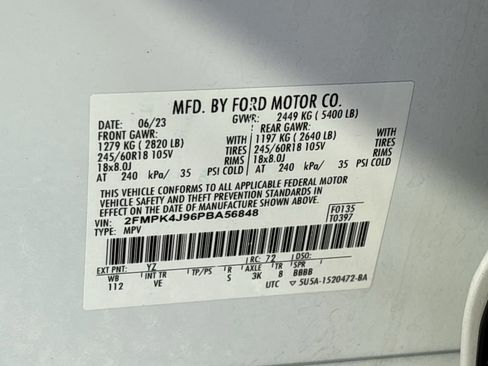 MFD. BY FORD MOTOR CO.
DATE: 06/23 GVWR: 2449 KG ( 5400 LB)
FRONT GAWR: REAR GAWR:
1279 KG ( 2820 LB) WITH 1197 KG ( 2640 LB) WITH
245/60R18 105V TIRES 245/60R18 105V TIRES
18x8.0J RIMS 18x8.0J RIMS
AT 240 kPa/ 35 PSI COLD AT 240 kPa/ 35 PSI COLD
THIS VEHICLE CONFORMS TO ALL APPLICABLE FEDERAL MOTOR
VEHICLE SAFETY, BUMPER, AND THEFT PREVENTION STANDARDS IN
EFFECT ON THE DATE OF MANUFACTURE SHOWN ABOVE.
VIN: 2FMPK4J96PBA56848 F0135
TYPE: MPV T0397
EXT PNT: YZ RC: 72 DSO:
WB INT TR TP/PS R AXLE TR SPR
112 VE S 3K 8 BBBB
UTC 5U5A-1520472-BA